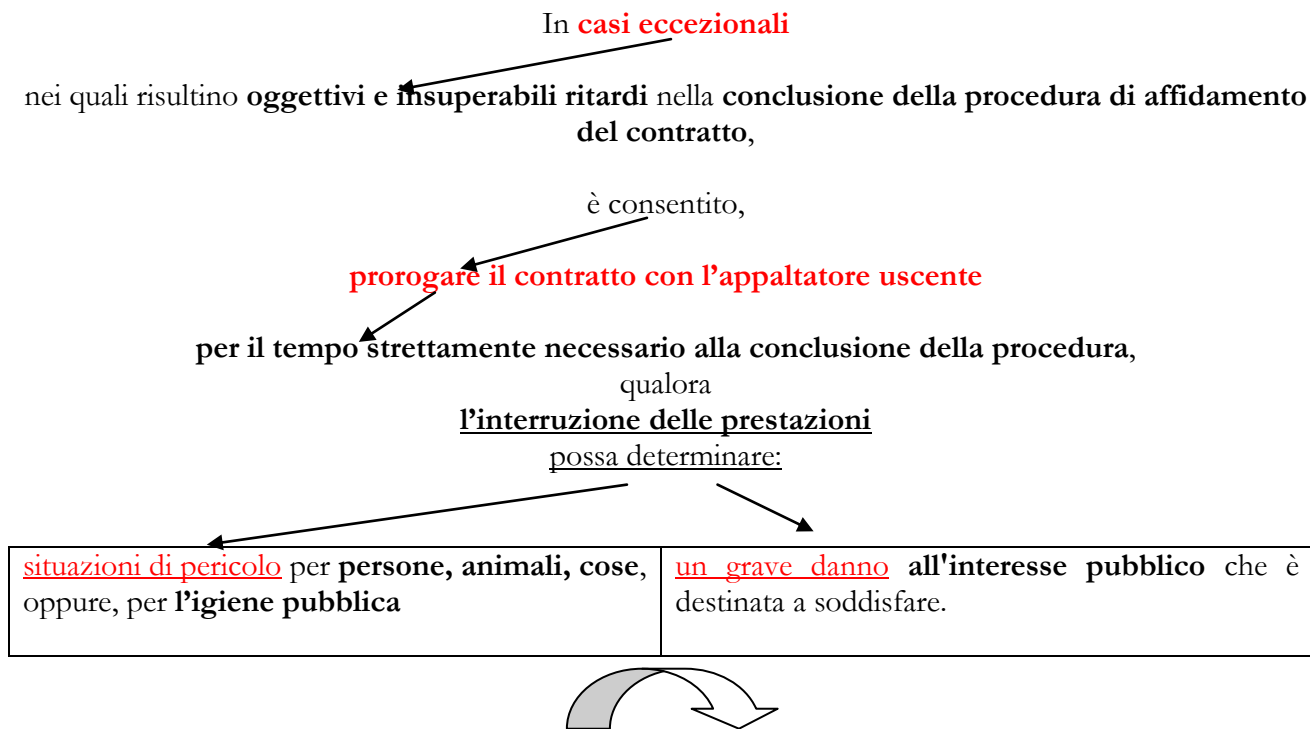 In casi eccezionali
nei quali risultino oggettivi e insuperabili ritardi nella conclusione della procedura di affidamento
del contratto,
è consentito,
prorogare il contratto con l’appaltatore uscente
per il tempo strettamente necessario alla conclusione della procedura,
qualora
l’interruzione delle prestazioni
possa determinare:
situazioni di pericolo per persone, animali, cose,
oppure, per l’igiene pubblica
un grave danno all'interesse pubblico che è
destinata a soddisfare.